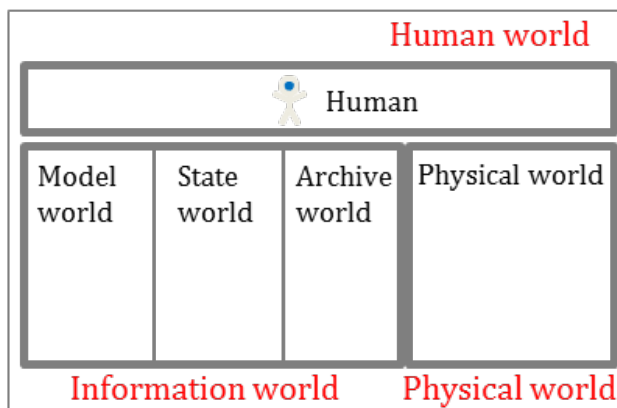 Human world
Human
Model world
State world
Archive world
Physical world
Information world
Physical world